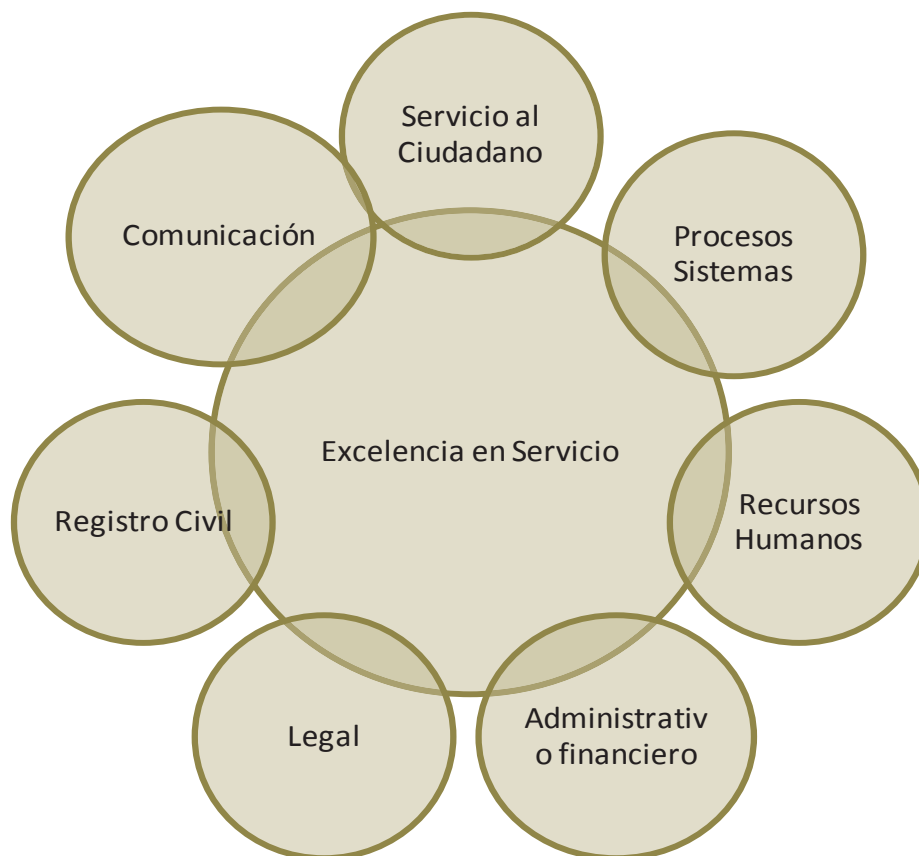 Servicio al
Ciudadano
Comunicación
Procesos
Sistemas
Excelencia en Servicio
Registro Civil
Recursos
Humanos
Legal
Administrativ
o financiero